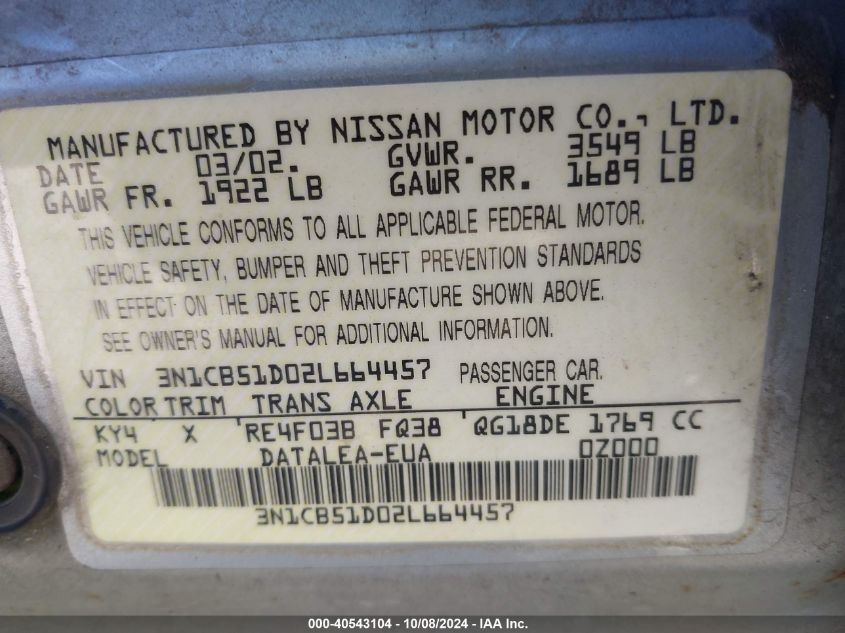 MANUFACTURED BY NISSAN MOTOR CO., LTD.
DATE 03/02. GVWR. 3549 LB
GAWR FR. 1922 LB GAWR RR. 1689 LB
THIS VEHICLE CONFORMS TO ALL APPLICABLE FEDERAL MOTOR.
VEHICLE SAFETY, BUMPER AND THEFT PREVENTION STANDARDS
IN EFFECT ON THE DATE OF MANUFACTURE SHOWN ABOVE.
SEE OWNER'S MANUAL FOR ADDITIONAL INFORMATION.
VIN 3N1CB51D02L664457 PASSENGER CAR.
COLOR TRIM TRANS AXLE ENGINE
KY4 X RE4F03B FQ38 QG18DE 1769 CC
MODEL DATALEA-EUA 0Z000
3N1CB51D02L664457
000-40543104 - 10/08/2024 - IAA Inc.